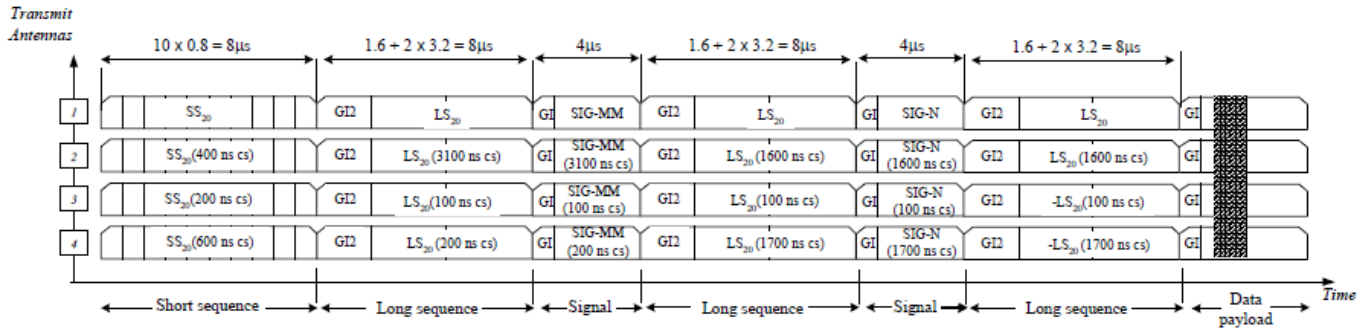 Transmit
Antennas
10 x 0.8 = 8μs
1.6 + 2 x 3.2 = 8μs
4μs
1.6 + 2 x 3.2 = 8μs
4μs
1.6 + 2 x 3.2 = 8μs
1
SS20
GI2
LS20
GI
SIG-MM
GI2
LS20
GI
SIG-N
GI2
LS20
GI
2
SS20(400 ns cs)
GI2
LS20 (3100 ns cs)
GI
SIG-MM
(3100 ns cs)
GI2
LS20 (1600 ns cs)
GI
SIG-N
(1600 ns cs)
GI2
LS20 (1600 ns cs)
GI
3
SS20(200 ns cs)
GI2
LS20 (100 ns cs)
GI
SIG-MM
(100 ns cs)
GI2
LS20 (100 ns cs)
GI
SIG-N
(100 ns cs)
GI2
-LS20 (100 ns cs)
GI
4
SS20(600 ns cs)
GI2
LS20 (200 ns cs)
GI
SIG-MM
(200 ns cs)
GI2
LS20 (1700 ns cs)
GI
SIG-N
(1700 ns cs)
GI2
-LS20 (1700 ns cs)
GI
Time
Short sequence
Long sequence
Signal
Long sequence
Signal
Long sequence
Data
payload